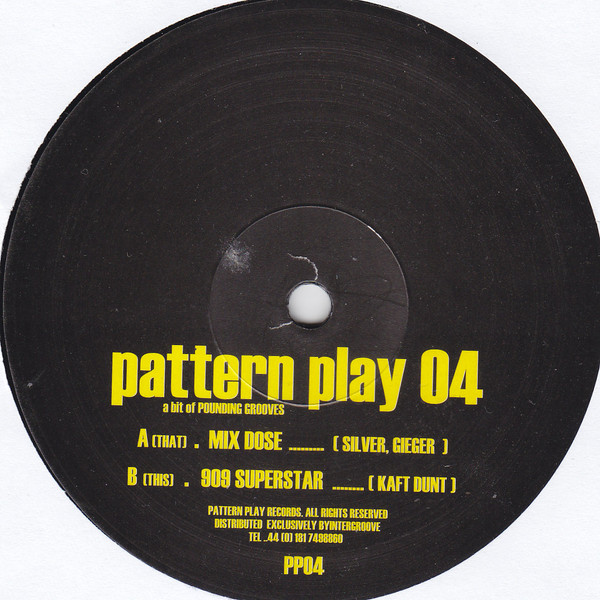 pattern play 04
a bit of POUNDING GROOVES
A (THAT) . MIX DOSE ......... ( SILVER, GIEGER )
B (THIS) . 909 SUPERSTAR ........ ( KAFT DUNT )
PATTERN PLAY RECORDS. ALL RIGHTS RESERVED
DISTRIBUTED EXCLUSIVELY BYINTERGROOVE
TEL ..44 (0) 181 7498860
PP04